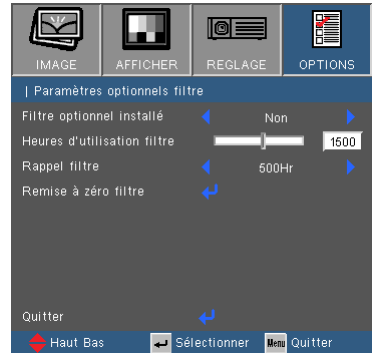 IMAGE AFFICHER REGLAGE OPTIONS
| Paramètres optionnels filtre
Filtre optionnel installé Non
Heures d'utilisation filtre 1500
Rappel filtre 500Hr
Remise à zéro filtre
Quitter
Haut Bas Sélectionner Menu Quitter